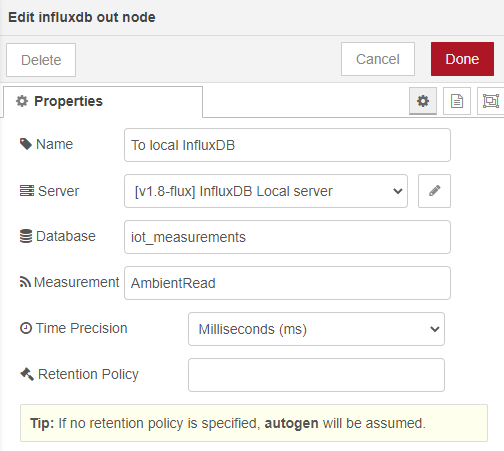 Edit influxdb out node
Delete Cancel Done
Properties
Name To local InfluxDB
Server [v1.8-flux] InfluxDB Local server
Database iot_measurements
Measurement AmbientRead
Time Precision Milliseconds (ms)
Retention Policy
Tip: If no retention policy is specified, autogen will be assumed.